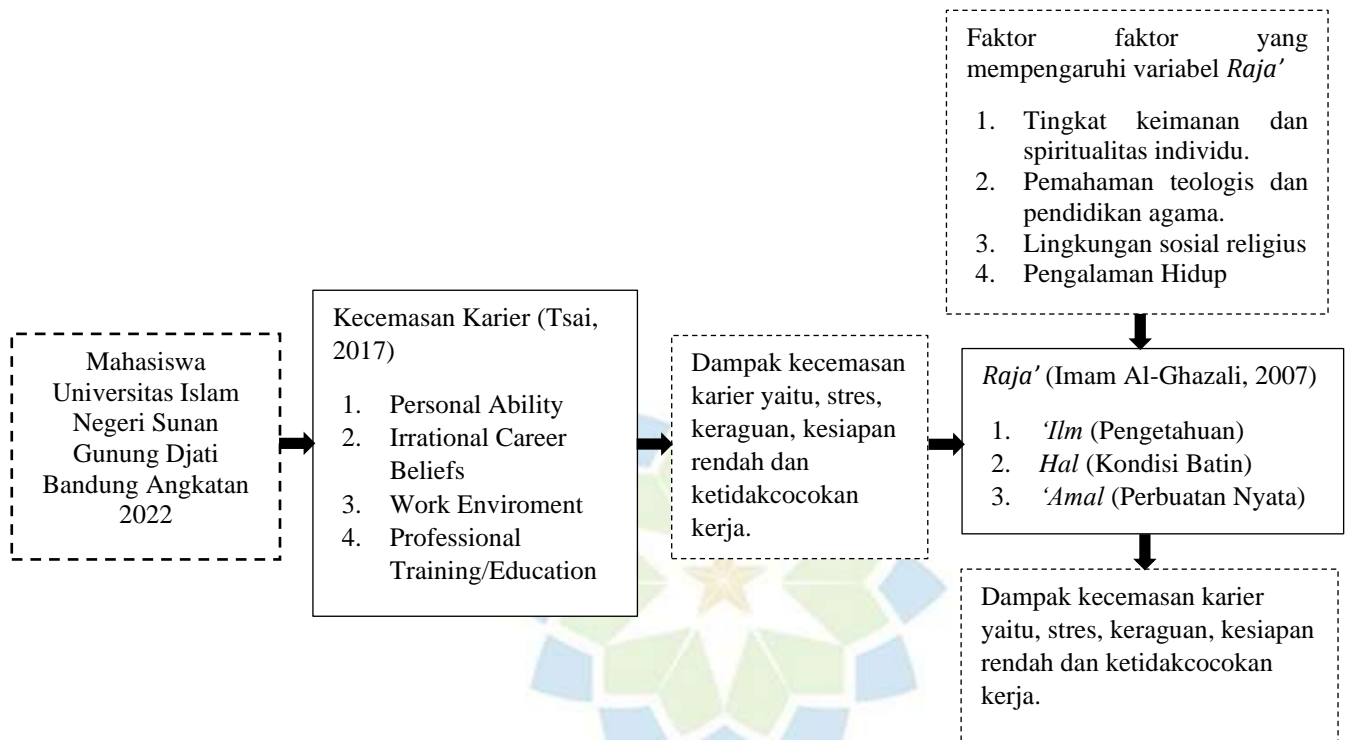 Mahasiswa
Universitas Islam
Negeri Sunan
Gunung Djati
Bandung Angkatan
2022
Kecemasan Karier (Tsai,
2017)
1. Personal Ability
2. Irrational Career
Beliefs
3. Work Enviroment
4. Professional
Training/Education
Dampak kecemasan
karier yaitu, stres,
keraguan, kesiapan
rendah dan
ketidakcocokan
kerja.
Faktor faktor yang
mempengaruhi variabel Raja’
1. Tingkat keimanan dan
spiritualitas individu.
2. Pemahaman teologis dan
pendidikan agama.
3. Lingkungan sosial religius
4. Pengalaman Hidup
Raja’ (Imam Al-Ghazali, 2007)
1. ‘Ilm (Pengetahuan)
2. Hal (Kondisi Batin)
3. ‘Amal (Perbuatan Nyata)
Dampak kecemasan karier
yaitu, stres, keraguan, kesiapan
rendah dan ketidakcocokan
kerja.